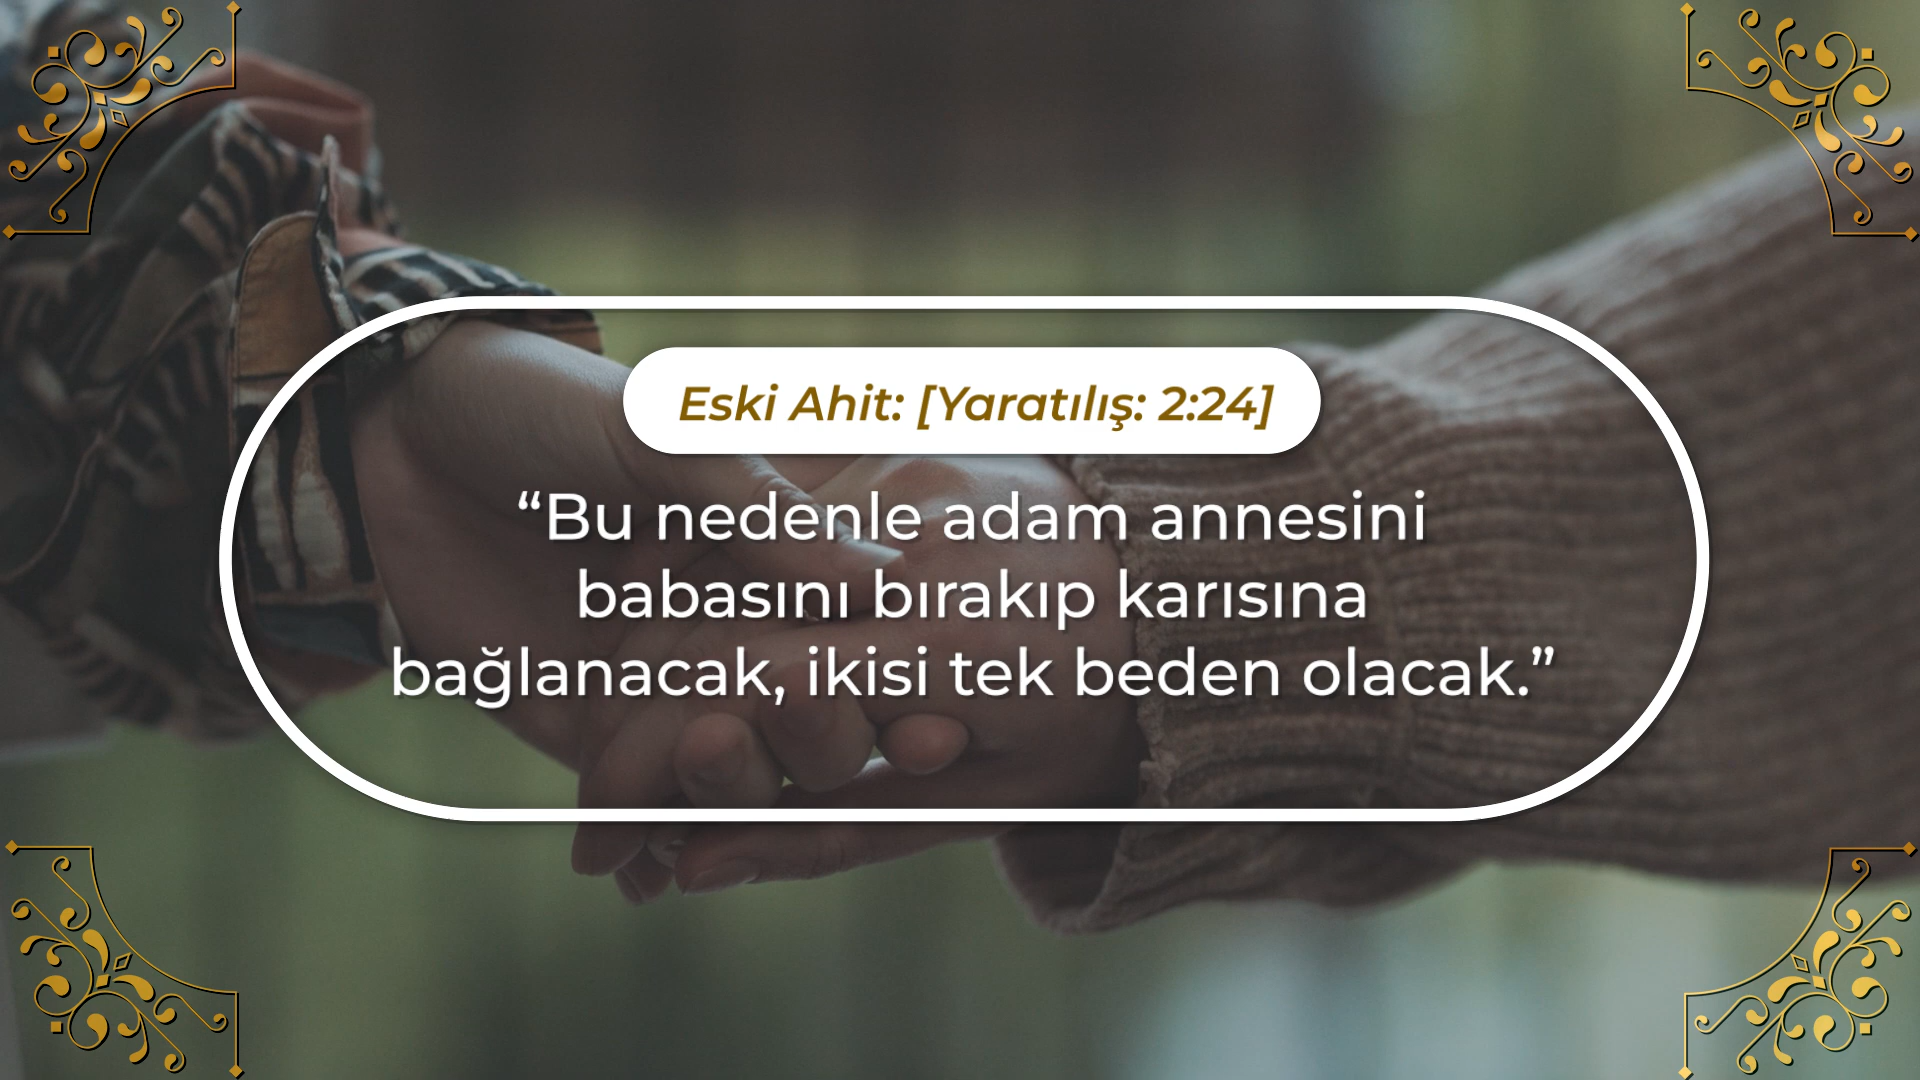 Eski Ahit: [Yaratılış: 2:24]
“Bu nedenle adam annesini
babasını bırakıp karısına
bağlanacak, ikisi tek beden olacak.”